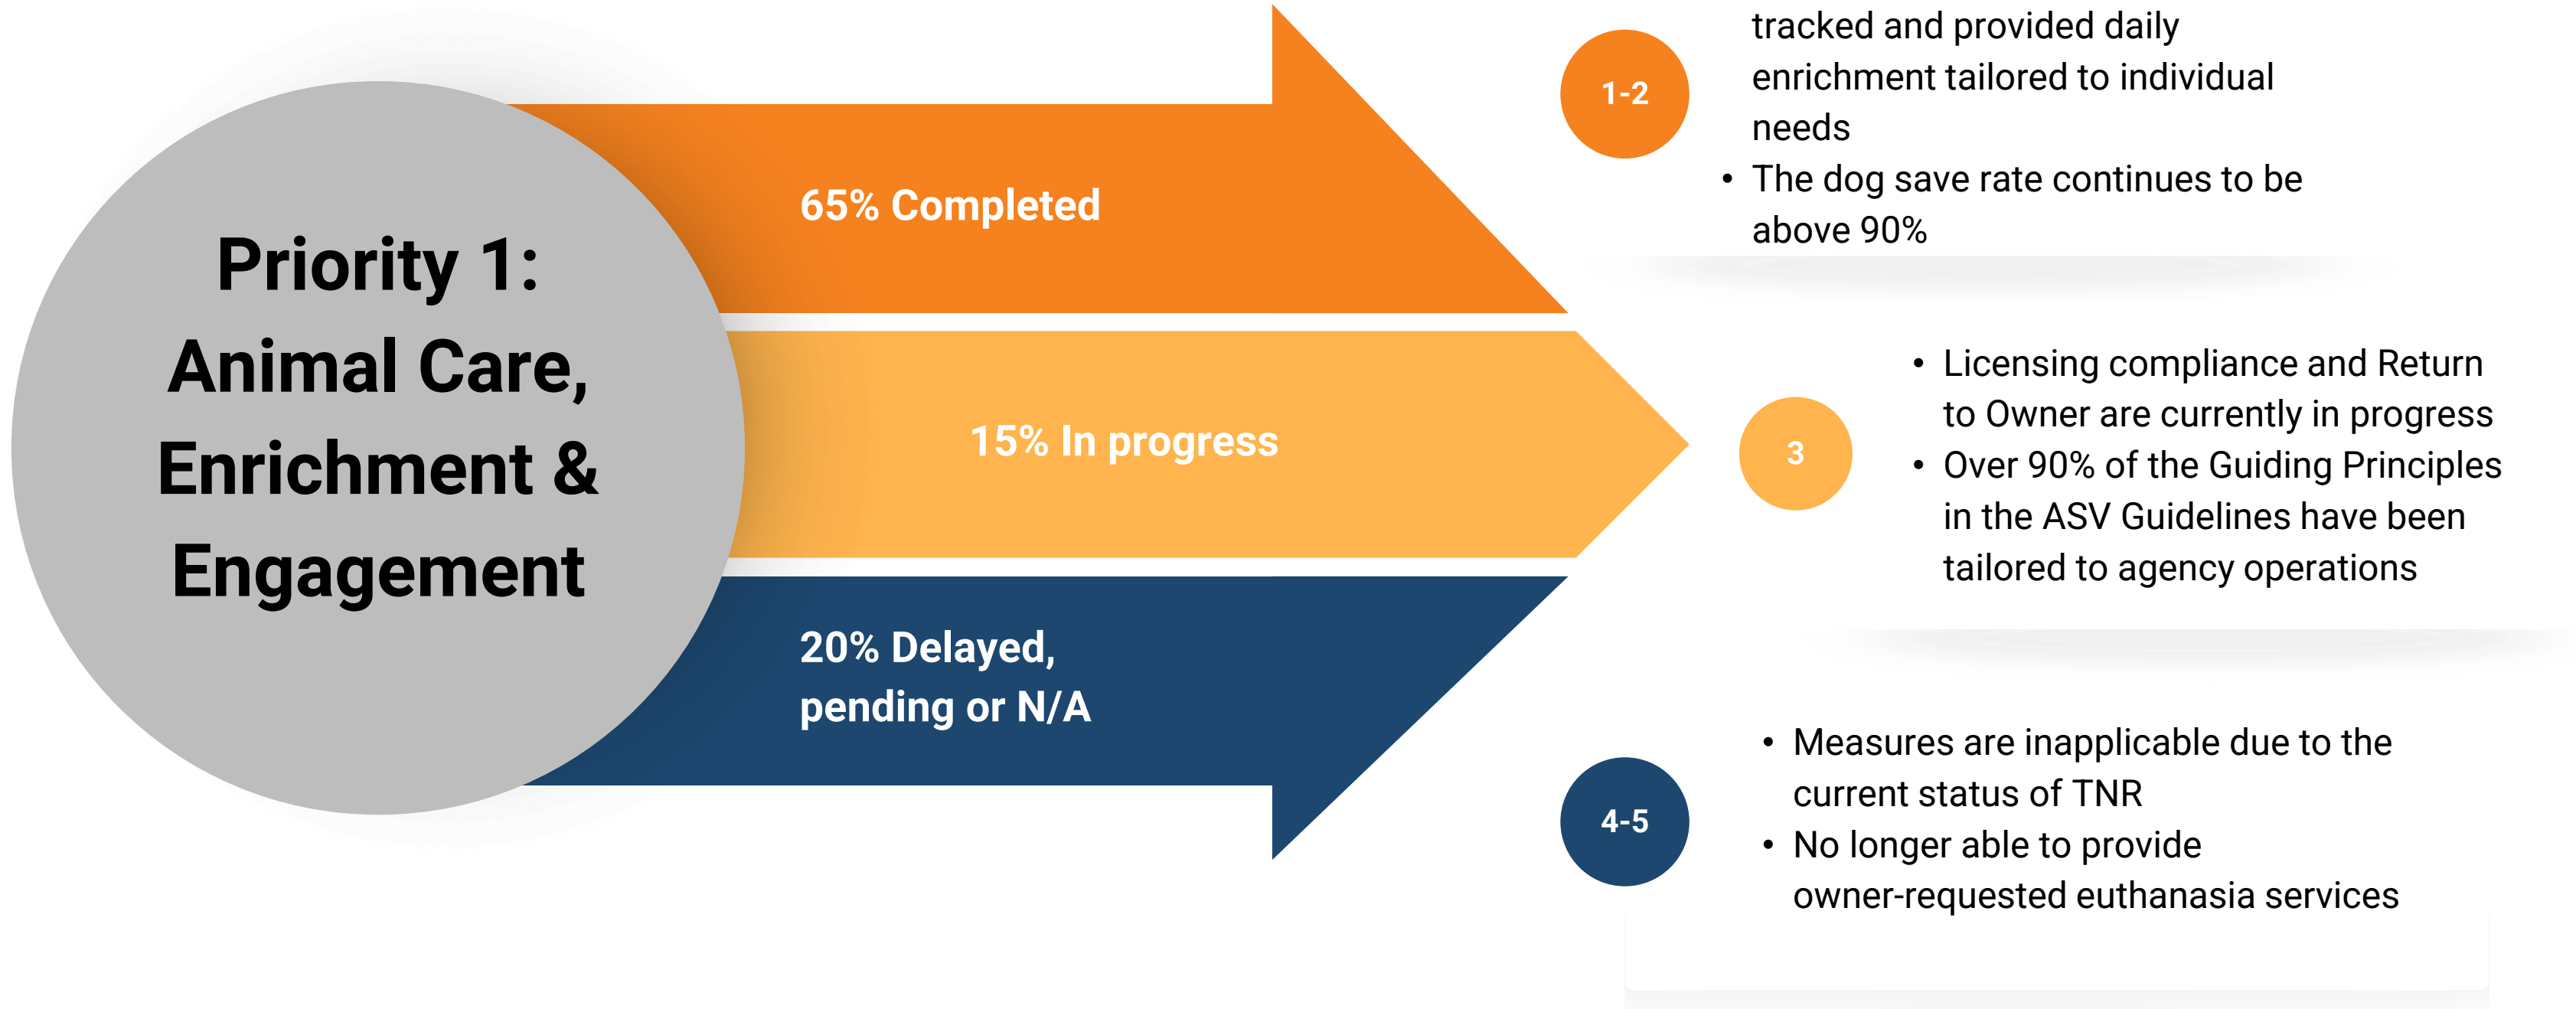 Priority 1:
Animal Care,
Enrichment &
Engagement
65% Completed
15% In progress
20% Delayed,
pending or N/A
1-2
tracked and provided daily
enrichment tailored to individual
needs
• The dog save rate continues to be
above 90%
3
• Licensing compliance and Return
to Owner are currently in progress
• Over 90% of the Guiding Principles
in the ASV Guidelines have been
tailored to agency operations
4-5
• Measures are inapplicable due to the
current status of TNR
• No longer able to provide
owner-requested euthanasia services